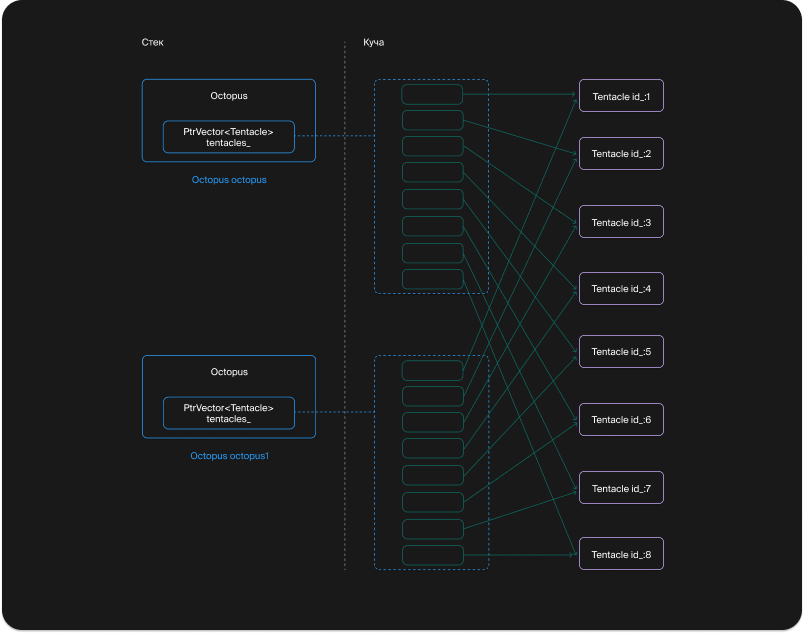 Стек
Куча
Octopus
PtrVector<Tentacle>
tentacles_
Octopus octopus
Tentacle id_:1
Tentacle id_:2
Tentacle id_:3
Tentacle id_:4
Octopus
PtrVector<Tentacle>
tentacles_
Octopus octopus1
Tentacle id_:5
Tentacle id_:6
Tentacle id_:7
Tentacle id_:8